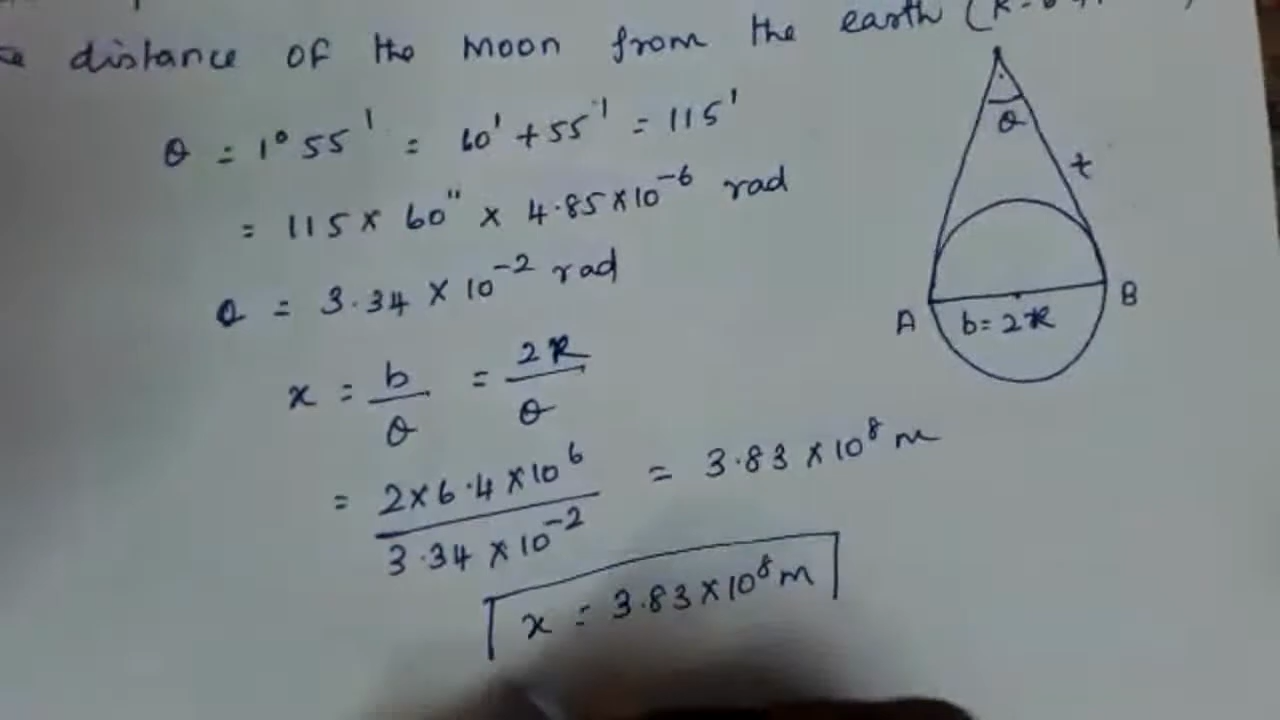 distance of the moon from the earth
θ = 1° 55' = 60' + 55' = 115'
= 115 × 60" × 4.85 × 10⁻⁶ rad
θ = 3.34 × 10⁻² rad
x = b/θ = 2R/θ
= 2×6.4×10⁶ / 3.34 × 10⁻² = 3.83 × 10⁸ m
x = 3.83 × 10⁸ m
θ
A b = 2R B